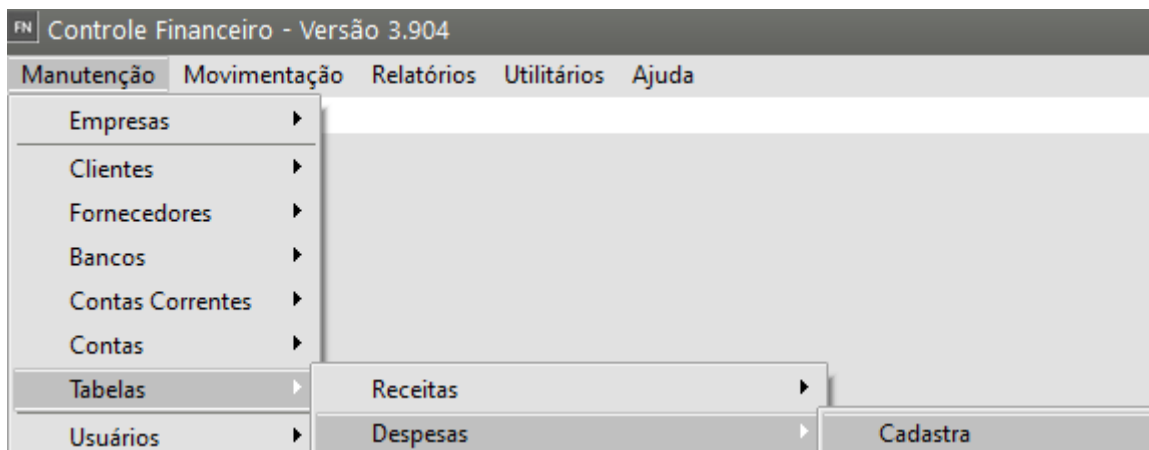 FN Controle Financeiro - Versão 3.904
Manutenção Movimentação Relatórios Utilitários Ajuda
Empresas
Clientes
Fornecedores
Bancos
Contas Correntes
Contas
Tabelas Receitas
Usuários Despesas Cadastra